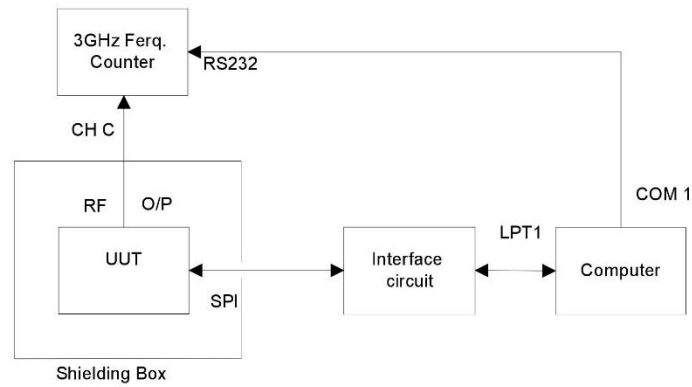 3GHz Ferq.
Counter
RS232
CH C
RF
O/P
COM 1
LPT1
UUT
Interface
circuit
Computer
SPI
Shielding Box